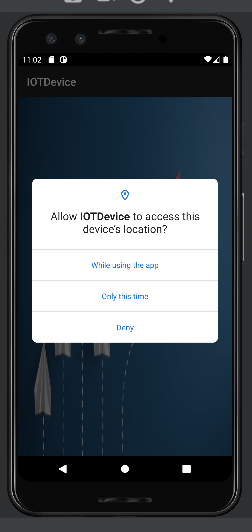 11:02
IOTDevice
Allow IOTDevice to access this
device's location?
While using the app
Only this time
Deny